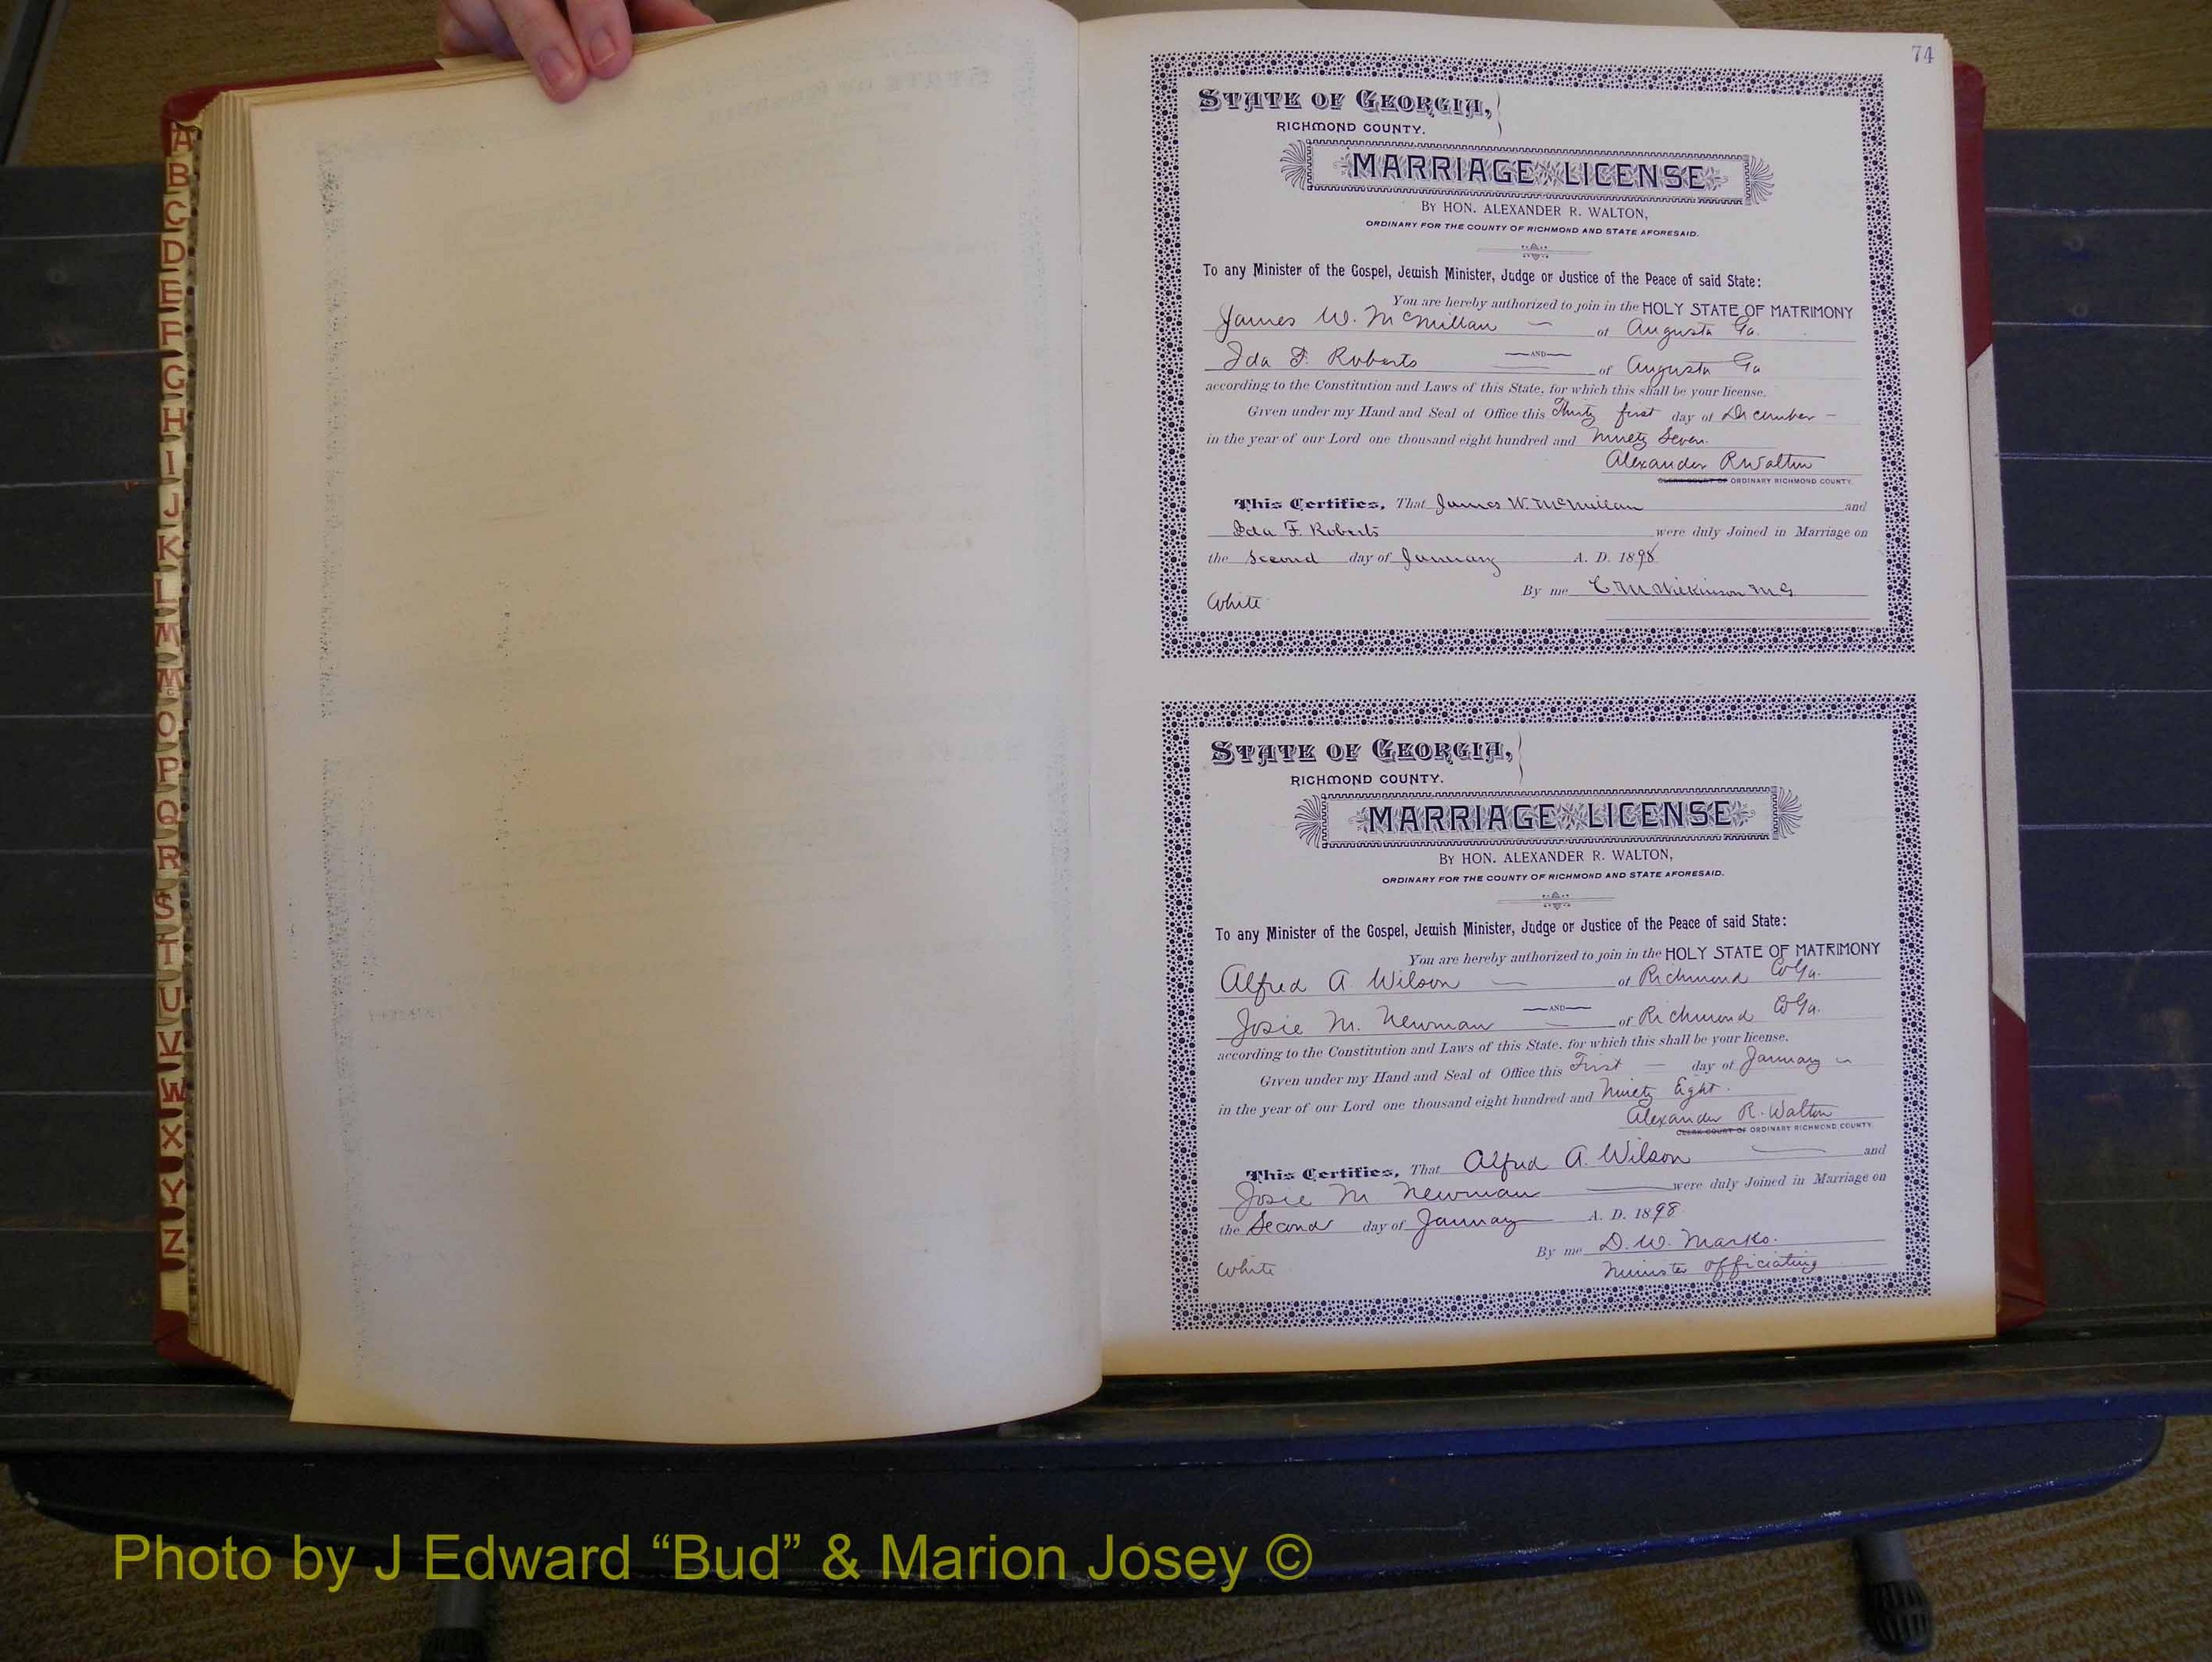 74
A
B
C
D
E
F
G
H
I
J
K
L
M
Mc
O
P
Q
R
S
T
U
V
W
X
Y
Z
STATE OF GEORGIA,
RICHMOND COUNTY.
MARRIAGE LICENSE
BY HON. ALEXANDER R. WALTON,
ORDINARY FOR THE COUNTY OF RICHMOND AND STATE AFORESAID.
To any Minister of the Gospel, Jewish Minister, Judge or Justice of the Peace of said State:
You are hereby authorized to join in the HOLY STATE OF MATRIMONY
James W. McMillan — of Augusta Ga.
—AND—
Ida F. Roberts — of Augusta Ga
according to the Constitution and Laws of this State, for which this shall be your license.
Given under my Hand and Seal of Office this Thirty first day of December —
in the year of our Lord one thousand eight hundred and Ninety Seven.
Alexander R Walton
CLERK COURT OF ORDINARY RICHMOND COUNTY.
This Certifies, That James W. McMillan and
Ida F. Roberts were duly Joined in Marriage on
the Second day of January A. D. 1898
By me C. M. Wilkinson M G
White
STATE OF GEORGIA,
RICHMOND COUNTY.
MARRIAGE LICENSE
BY HON. ALEXANDER R. WALTON,
ORDINARY FOR THE COUNTY OF RICHMOND AND STATE AFORESAID.
To any Minister of the Gospel, Jewish Minister, Judge or Justice of the Peace of said State:
You are hereby authorized to join in the HOLY STATE OF MATRIMONY
Alfred A Wilson — of Richmond Co Ga.
—AND—
Josie M. Newman — of Richmond Co Ga.
according to the Constitution and Laws of this State, for which this shall be your license.
Given under my Hand and Seal of Office this First — day of January
in the year of our Lord one thousand eight hundred and Ninety Eight.
Alexander R. Walton
CLERK COURT OF ORDINARY RICHMOND COUNTY.
This Certifies, That Alfred A. Wilson — and
Josie M Newman — were duly Joined in Marriage on
the Second day of January A. D. 1898
By me D. W. Marks.
White Minister Officiating
Photo by J Edward “Bud” & Marion Josey ©